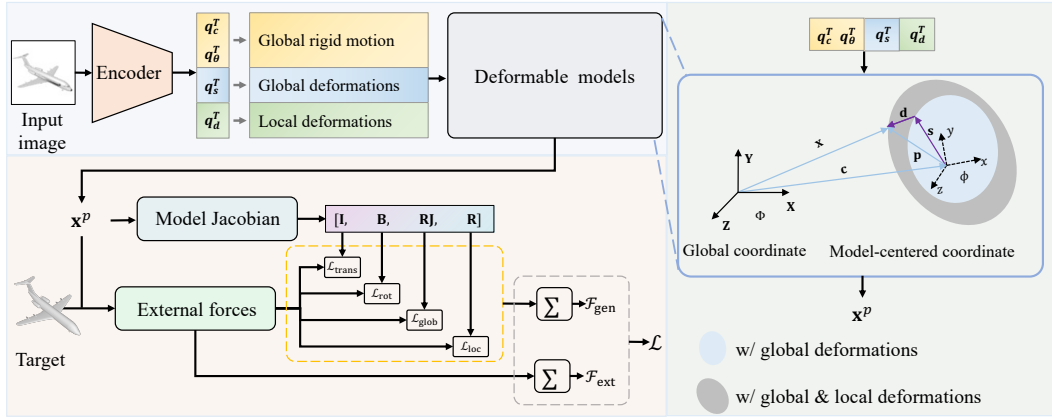 Input
image
Encoder
q_c^T
q_θ^T
q_s^T
q_d^T
Global rigid motion
Global deformations
Local deformations
Deformable models
x^p
Model Jacobian
[I, B, RJ, R]
Target
External forces
ℒ_trans
ℒ_rot
ℒ_glob
ℒ_loc
∑
ℱ_gen
∑
ℱ_ext
ℒ
q_c^T q_θ^T q_s^T q_d^T
d
s
y
x
p
x
c
z
ϕ
Y
X
Z
Φ
Global coordinate
Model-centered coordinate
x^p
w/ global deformations
w/ global & local deformations